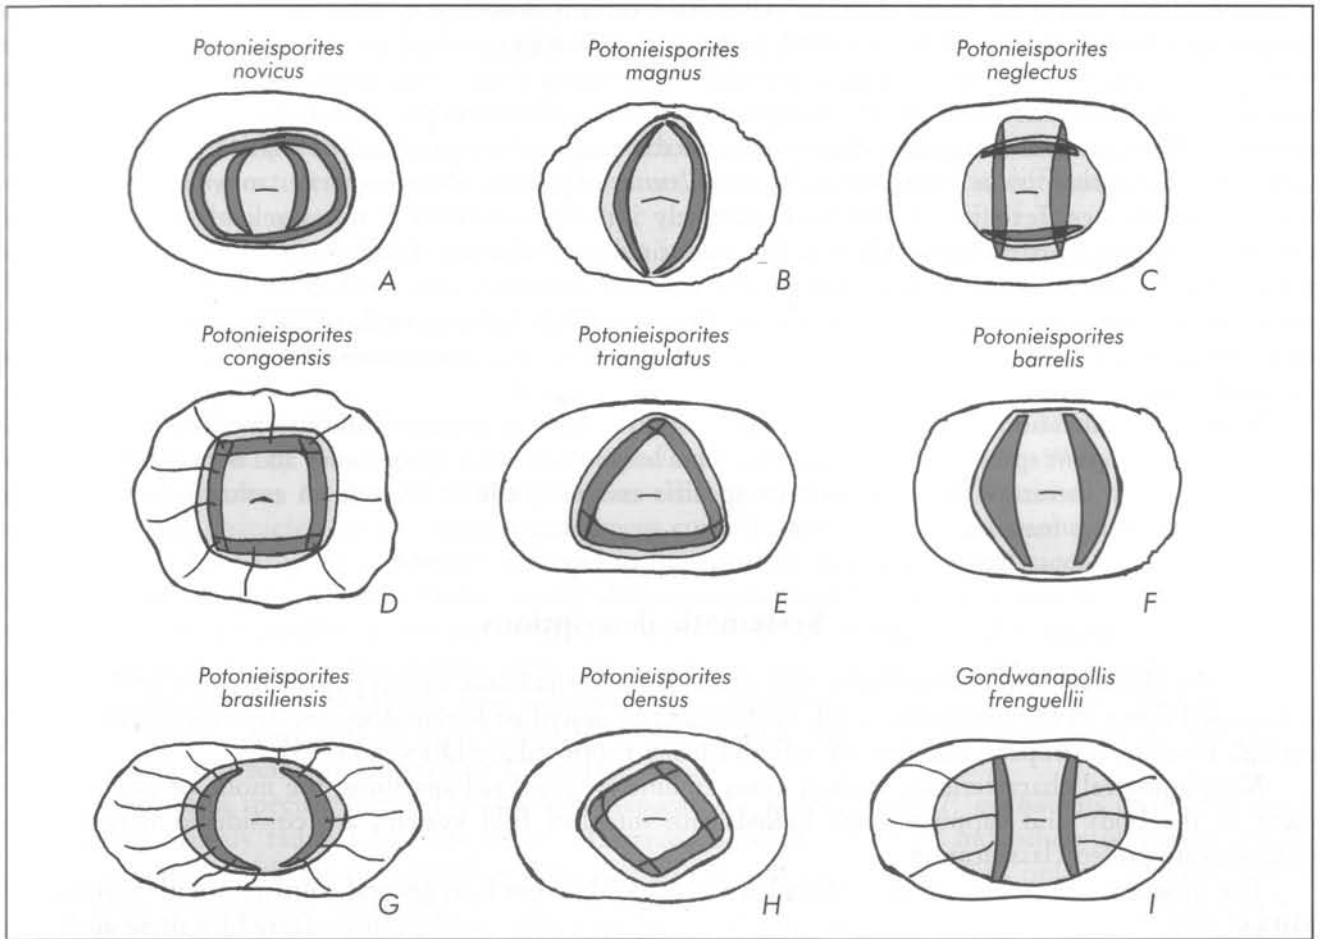 Potonieisporites
novicus
Potonieisporites
magnus
Potonieisporites
neglectus
A
B
C
Potonieisporites
congoensis
Potonieisporites
triangulatus
Potonieisporites
barrelis
D
E
F
Potonieisporites
brasiliensis
Potonieisporites
densus
Gondwanapollis
frenguellii
G
H
I